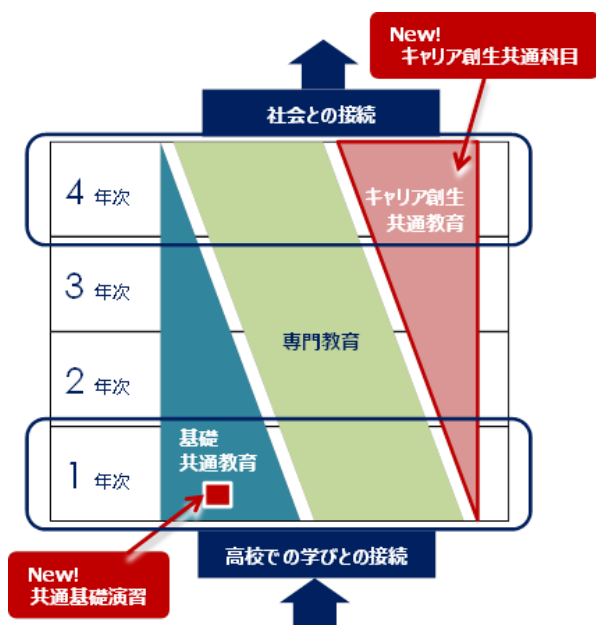 New!
キャリア創生共通科目
社会との接続
4 年次
キャリア創生
共通教育
3 年次
専門教育
2 年次
基礎
共通教育
1 年次
高校での学びとの接続
New!
共通基礎演習